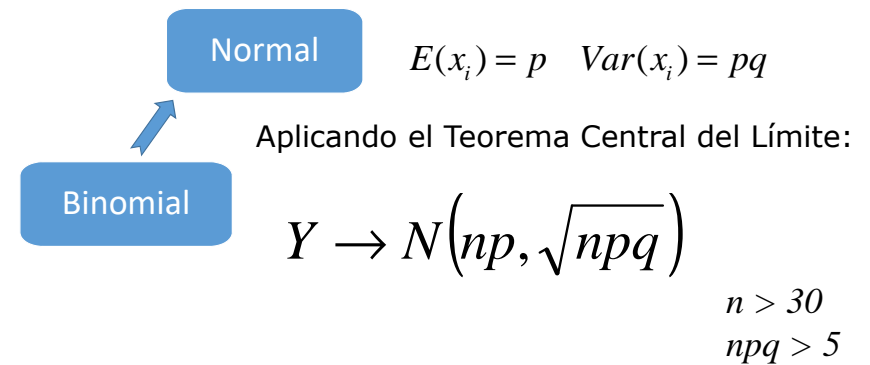 Normal
E(x_i) = p   Var(x_i) = pq
Aplicando el Teorema Central del Límite:
Binomial
Y → N(np, √npq)
n > 30
npq > 5